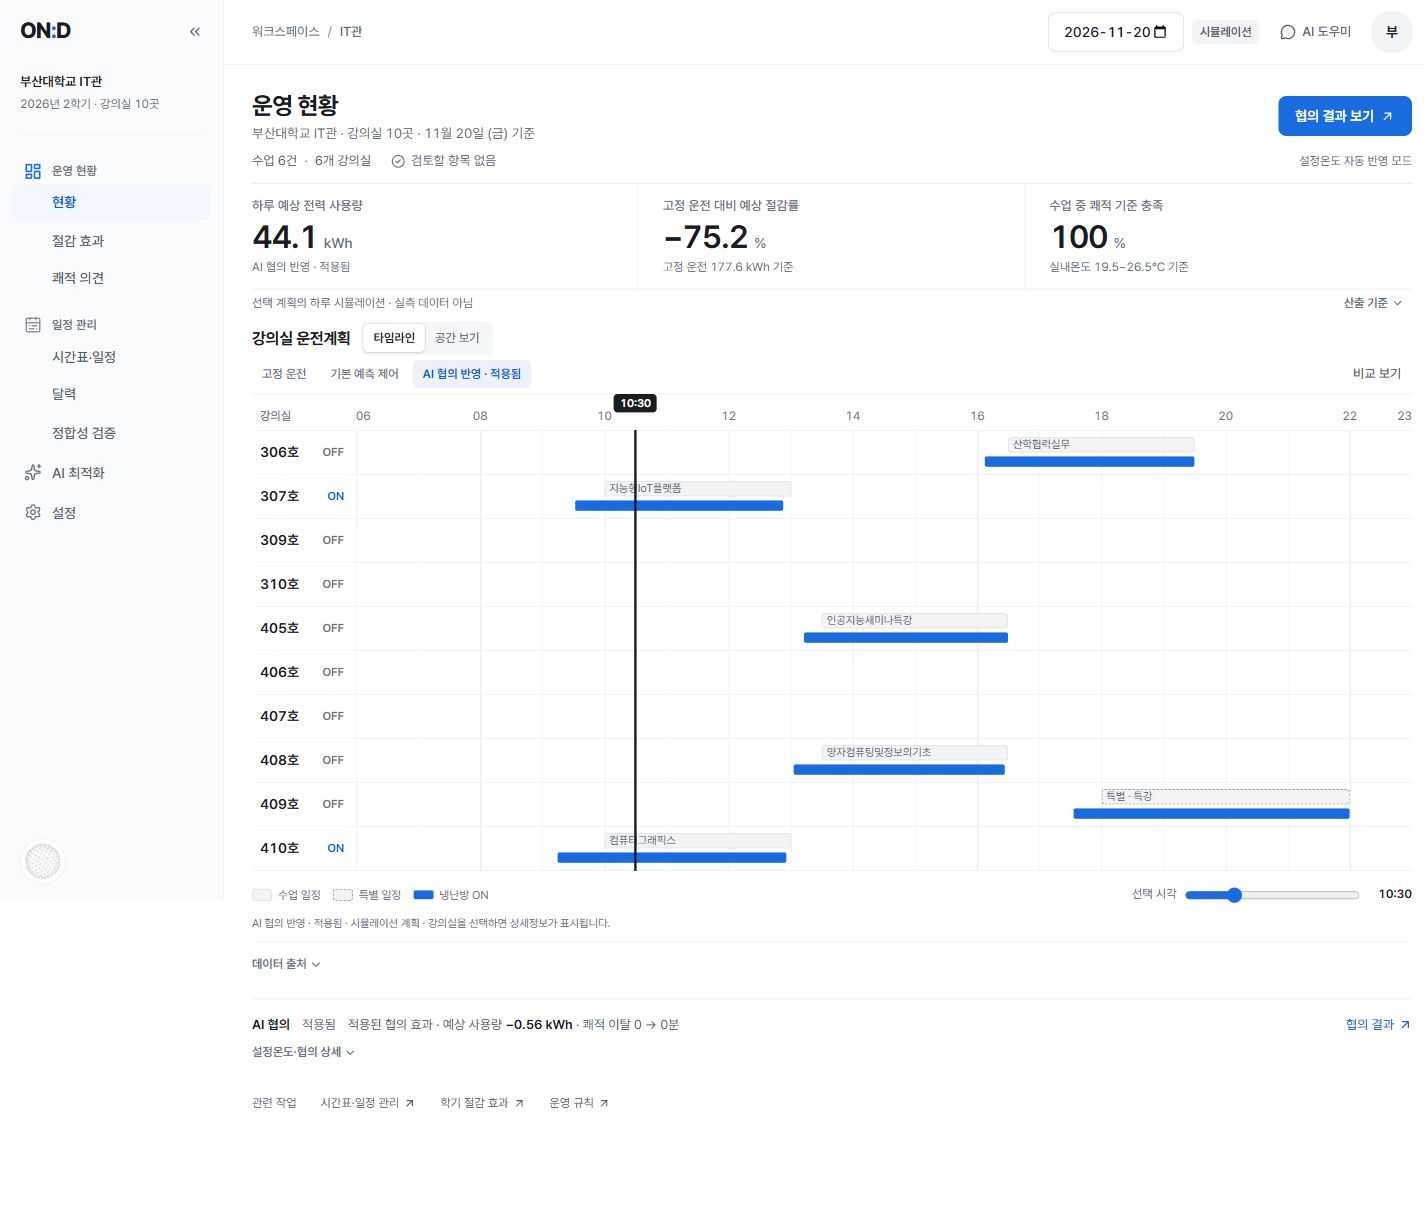 ON:D
부산대학교 IT관
2026년 2학기 · 강의실 10곳
운영 현황
현황
절감 효과
쾌적 의견
일정 관리
시간표·일정
달력
정합성 검증
AI 최적화
설정
워크스페이스 / IT관
2026-11-20
시뮬레이션
AI 도우미
부
운영 현황
부산대학교 IT관 · 강의실 10곳 · 11월 20일 (금) 기준
수업 6건 · 6개 강의실 검토할 항목 없음
협의 결과 보기
설정온도 자동 반영 모드
하루 예상 전력 사용량
44.1 kWh
AI 협의 반영 · 적용됨
고정 운전 대비 예상 절감률
−75.2 %
고정 운전 177.6 kWh 기준
수업 중 쾌적 기준 충족
100 %
실내온도 19.5~26.5°C 기준
선택 계획의 하루 시뮬레이션 · 실측 데이터 아님
산출 기준
강의실 운전계획 타임라인 공간 보기
고정 운전 기본 예측 제어 AI 협의 반영 · 적용됨
비교 보기
10:30
강의실 06 08 10 12 14 16 18 20 22 23
306호 OFF 산학협력실무
307호 ON 지능형IoT플랫폼
309호 OFF
310호 OFF
405호 OFF 인공지능세미나특강
406호 OFF
407호 OFF
408호 OFF 양자컴퓨팅및정보의기초
409호 OFF 특별 · 특강
410호 ON 컴퓨터그래픽스
수업 일정 특별 일정 냉난방 ON
선택 시각 10:30
AI 협의 반영 · 적용됨 · 시뮬레이션 계획 · 강의실을 선택하면 상세정보가 표시됩니다.
데이터 출처
AI 협의 적용됨 적용된 협의 효과 · 예상 사용량 −0.56 kWh · 쾌적 이탈 0 → 0분
협의 결과
설정온도·협의 상세
관련 작업 시간표·일정 관리 학기 절감 효과 운영 규칙